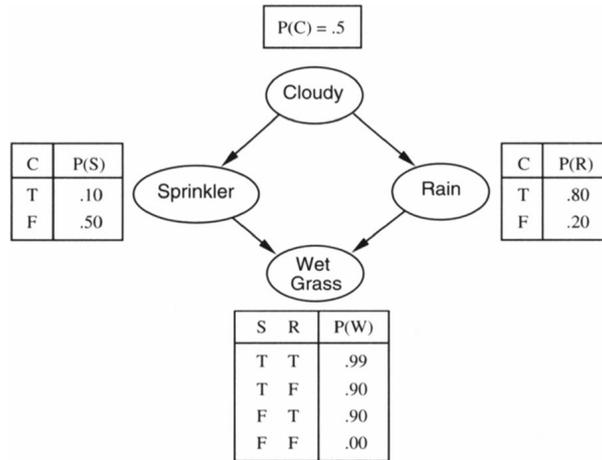 P(C) = .5
Cloudy
C P(S)
T .10
F .50
Sprinkler
Rain
C P(R)
T .80
F .20
Wet
Grass
S R P(W)
T T .99
T F .90
F T .90
F F .00